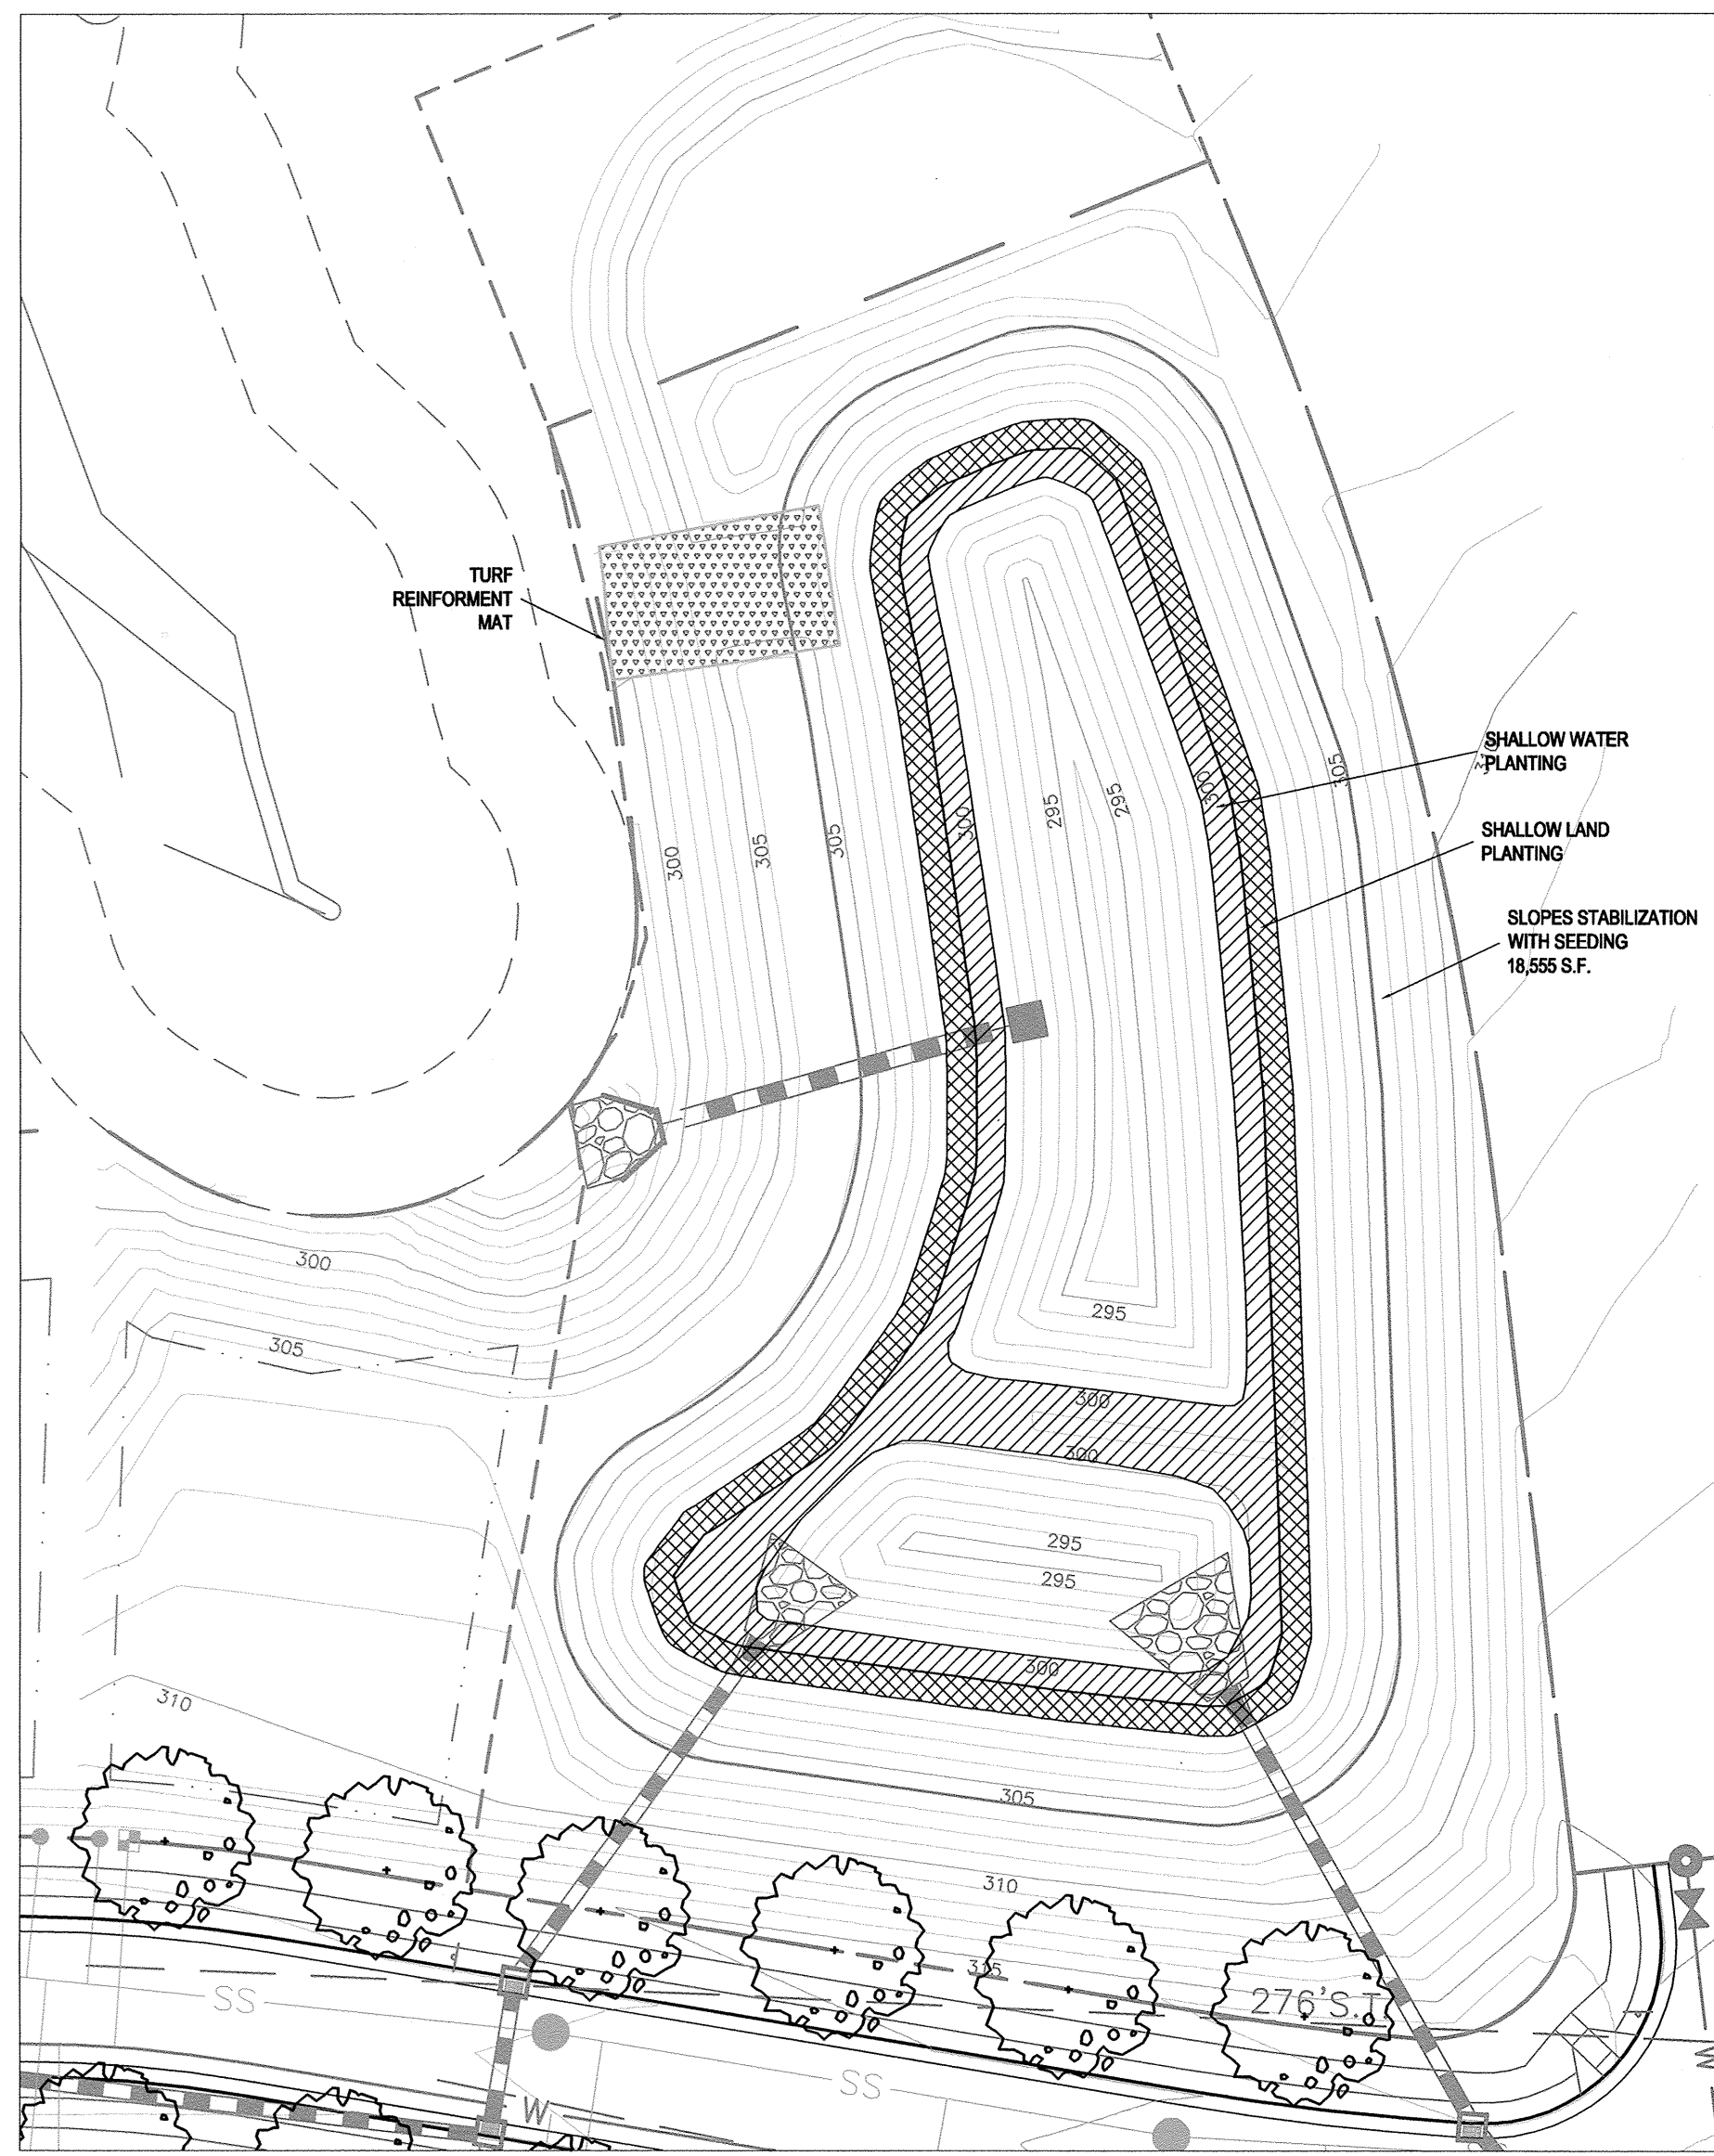 TURF
REINFORMENT
MAT
SHALLOW WATER
PLANTING
SHALLOW LAND
PLANTING
SLOPES STABILIZATION
WITH SEEDING
18,555 S.F.
300
305
305
300
295
295
300
305
295
300
300
300
305
295
295
300
310
305
310
315
276'S.T.
SS
SS
W
W